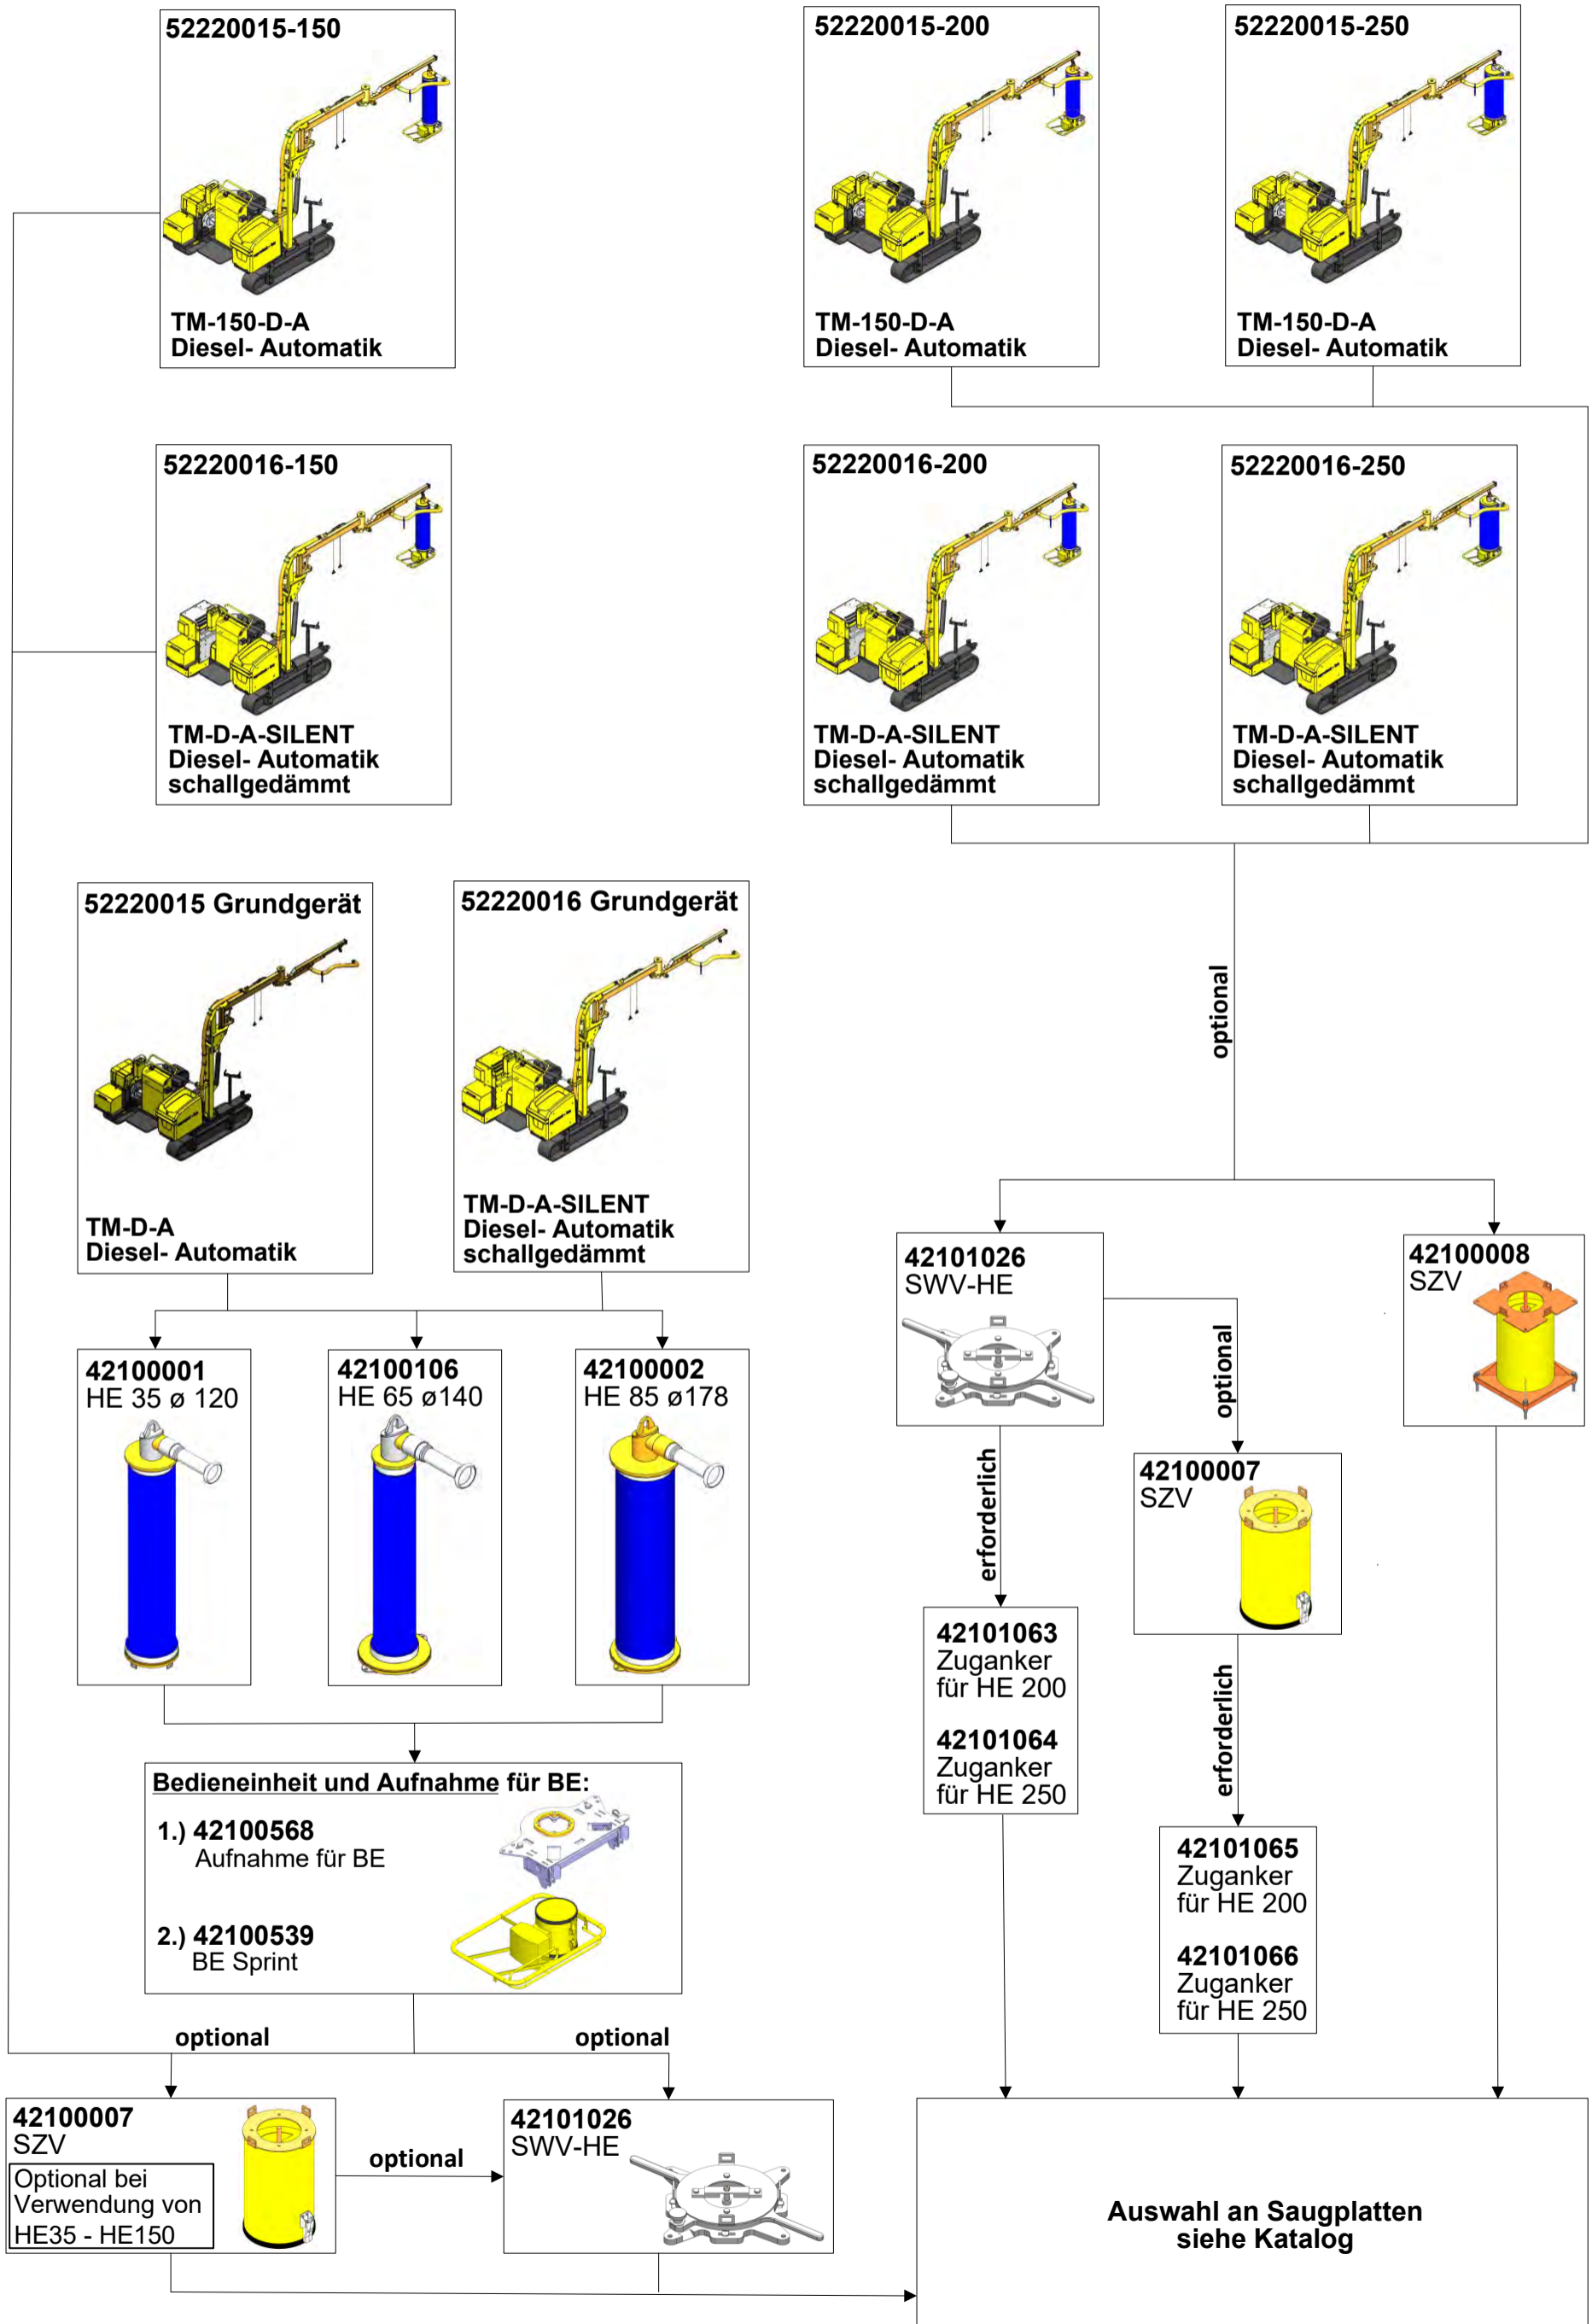 52220015-150
TM-150-D-A
Diesel- Automatik
52220015-200
TM-150-D-A
Diesel- Automatik
52220015-250
TM-150-D-A
Diesel- Automatik
52220016-150
TM-D-A-SILENT
Diesel- Automatik
schallgedämmt
52220016-200
TM-D-A-SILENT
Diesel- Automatik
schallgedämmt
52220016-250
TM-D-A-SILENT
Diesel- Automatik
schallgedämmt
52220015 Grundgerät
TM-D-A
Diesel- Automatik
52220016 Grundgerät
TM-D-A-SILENT
Diesel- Automatik
schallgedämmt
optional
42100001
HE 35 ø 120
42100106
HE 65 ø140
42100002
HE 85 ø178
42101026
SWV-HE
42100008
SZV
optional
erforderlich
42100007
SZV
42101063
Zuganker
für HE 200
42101064
Zuganker
für HE 250
erforderlich
42101065
Zuganker
für HE 200
42101066
Zuganker
für HE 250
Bedieneinheit und Aufnahme für BE:
1.) 42100568
Aufnahme für BE
2.) 42100539
BE Sprint
optional
optional
42100007
SZV
Optional bei
Verwendung von
HE35 - HE150
optional
42101026
SWV-HE
Auswahl an Saugplatten
siehe Katalog